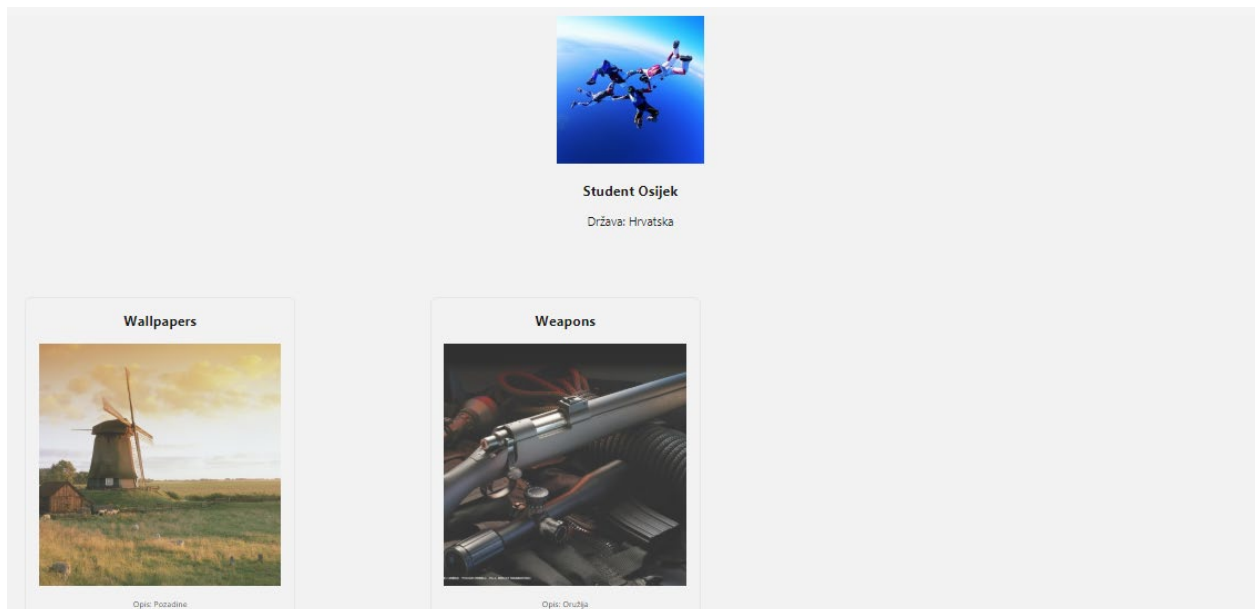 Student Osijek
Država: Hrvatska
Wallpapers
Weapons
Opis: Pozadine
Opis: Oružija